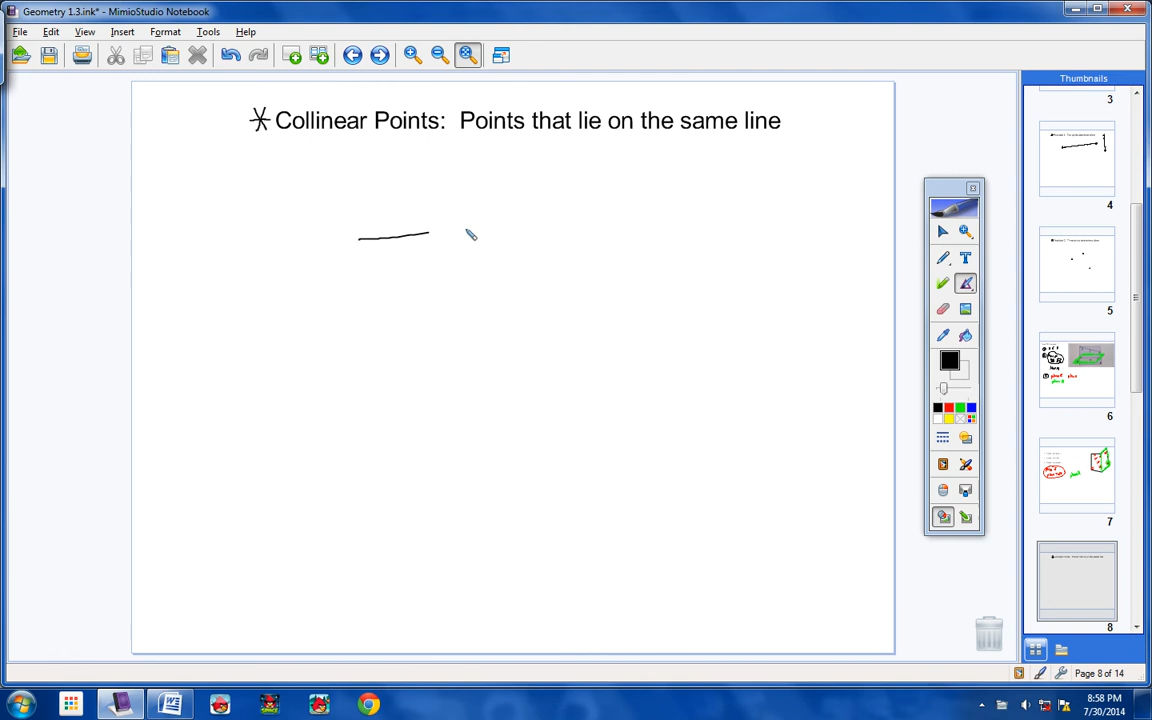 Geometry 1.3.ink* - MimioStudio Notebook
File Edit View Insert Format Tools Help
Thumbnails
Collinear Points: Points that lie on the same line
3
4
5
6
7
8
T
Page 8 of 14
8:58 PM
7/30/2014